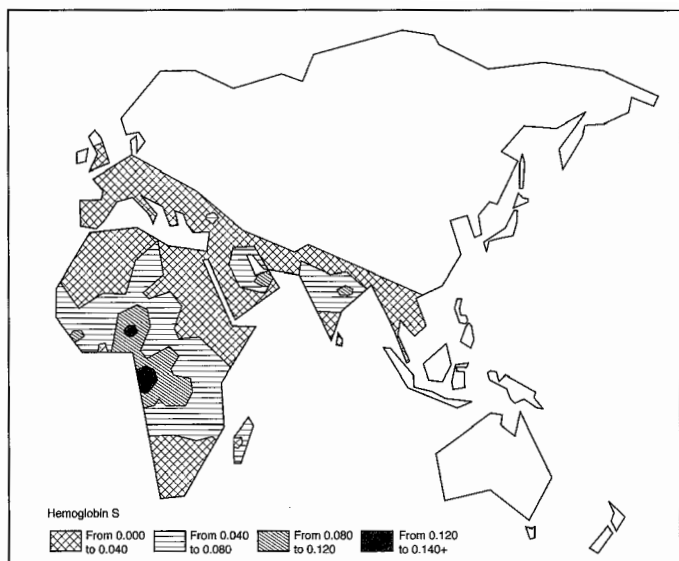 Hemoglobin S
From 0.000 to 0.040
From 0.040 to 0.080
From 0.080 to 0.120
From 0.120 to 0.140+